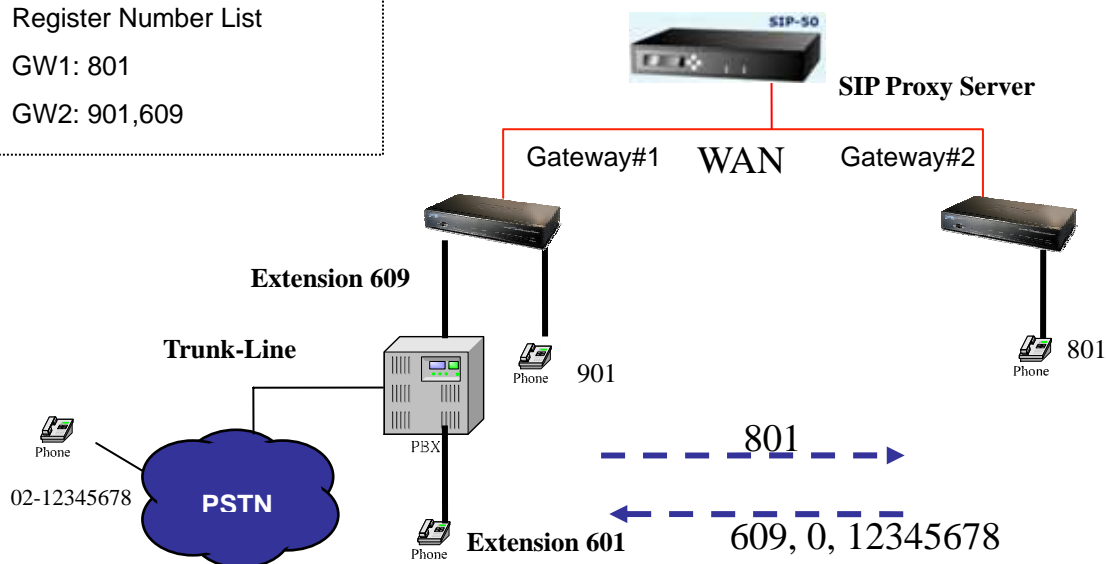 Register Number List
GW1: 801
GW2: 901,609
SIP-50
SIP Proxy Server
Gateway#1
WAN
Gateway#2
Extension 609
Trunk-Line
Phone
901
Phone
801
PBX
Phone
02-12345678
PSTN
801
Phone
Extension 601
609, 0, 12345678